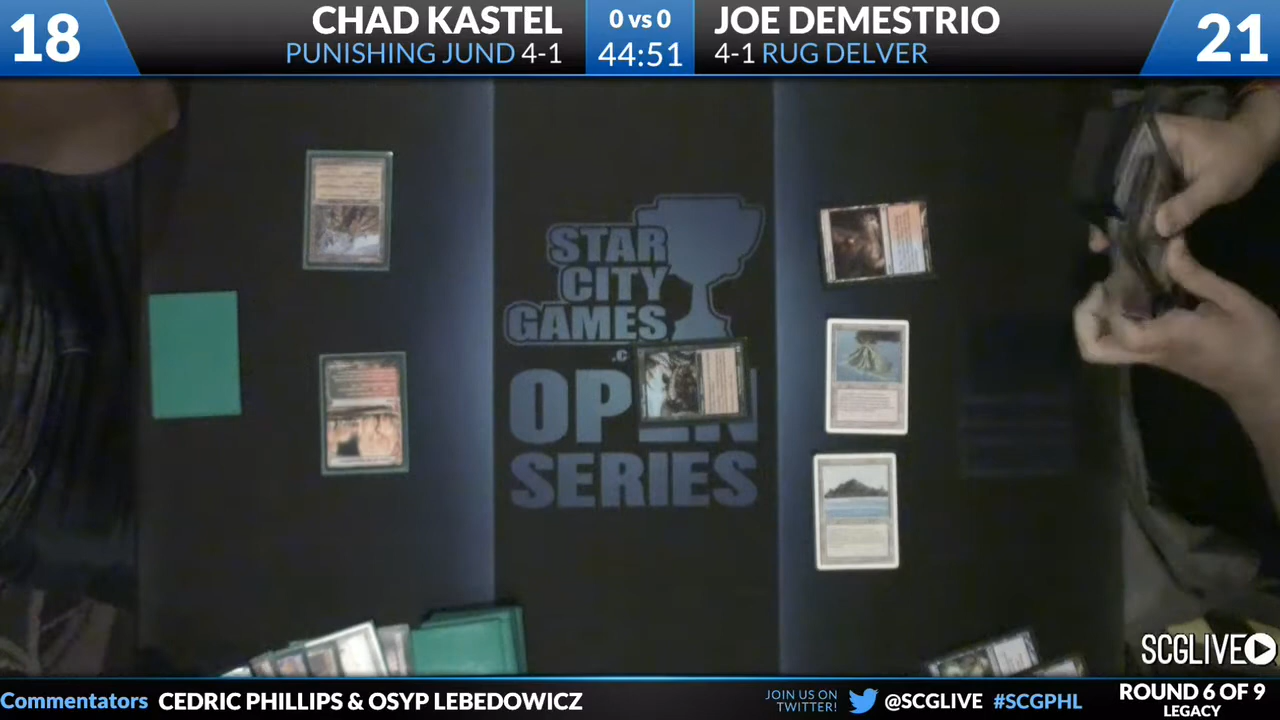 18
CHAD KASTEL
PUNISHING JUND 4-1
0 vs 0
44:51
JOE DEMESTRIO
4-1 RUG DELVER
21
STAR
CITY
GAMES
.C
OPEN
SERIES
SCGLIVE
Commentators CEDRIC PHILLIPS & OSYP LEBEDOWICZ
JOIN US ON
TWITTER!
@SCGLIVE #SCGPHL
ROUND 6 OF 9
LEGACY